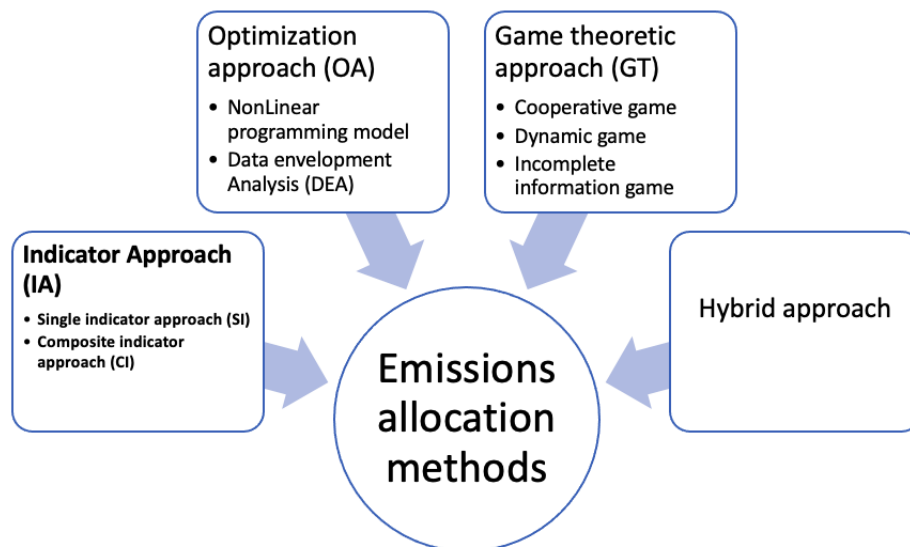 Optimization
approach (OA)
• NonLinear
programming model
• Data envelopment
Analysis (DEA)
Game theoretic
approach (GT)
• Cooperative game
• Dynamic game
• Incomplete
information game
Indicator Approach
(IA)
• Single indicator approach (SI)
• Composite indicator
approach (CI)
Hybrid approach
Emissions
allocation
methods